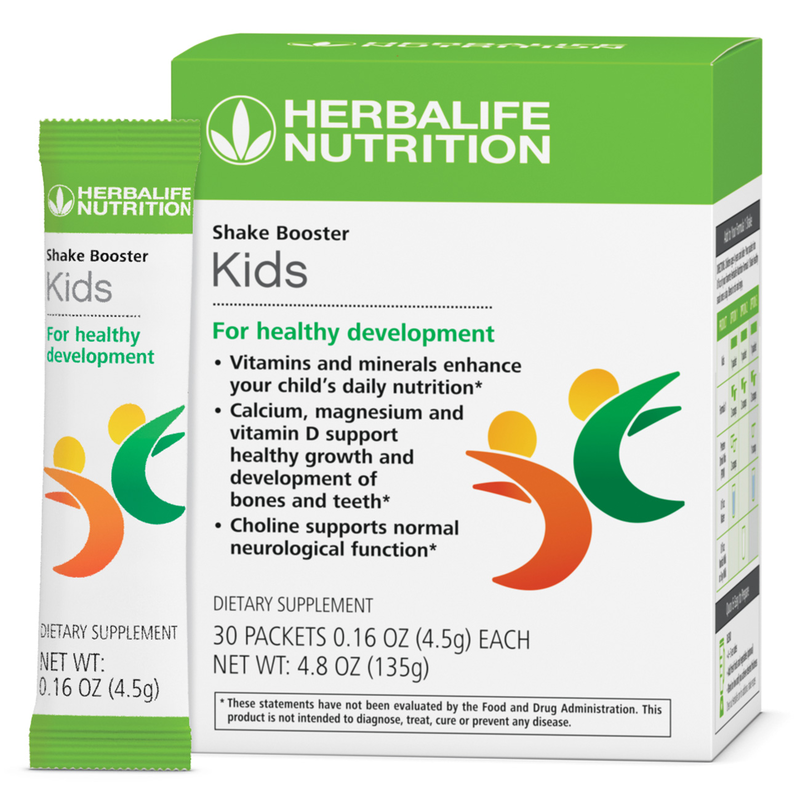 HERBALIFE
NUTRITION
Shake Booster
Kids
For healthy
development
DIETARY SUPPLEMENT
NET WT:
0.16 OZ (4.5g)
HERBALIFE
NUTRITION
HERBALIFE
NUTRITION
Shake Booster
Kids
For healthy development
• Vitamins and minerals enhance
your child’s daily nutrition*
• Calcium, magnesium and
vitamin D support
healthy growth and
development of
bones and teeth*
• Choline supports normal
neurological function*
DIETARY SUPPLEMENT
30 PACKETS 0.16 OZ (4.5g) EACH
NET WT: 4.8 OZ (135g)
* These statements have not been evaluated by the Food and Drug Administration. This
product is not intended to diagnose, treat, cure or prevent any disease.